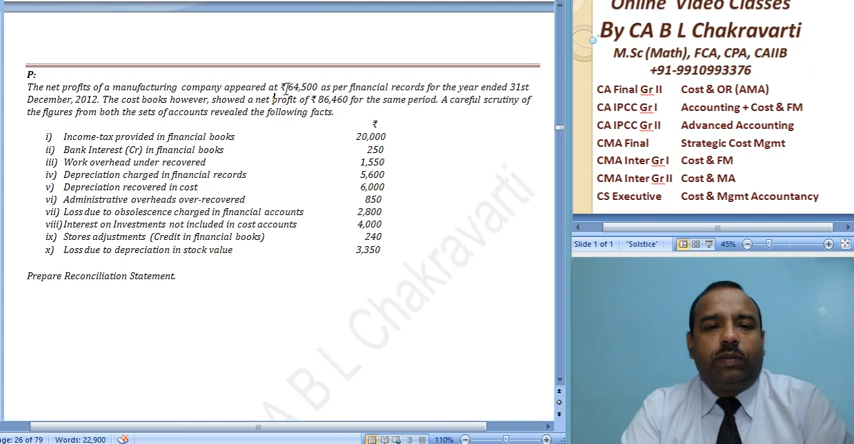 Online Video Classes
By CA B L Chakravarti
M.Sc (Math), FCA, CPA, CAIIB
+91-9910993376
CA Final Gr II Cost & OR (AMA)
CA IPCC Gr I Accounting + Cost & FM
CA IPCC Gr II Advanced Accounting
CMA Final Strategic Cost Mgmt
CMA Inter Gr I Cost & FM
CMA Inter Gr II Cost & MA
CS Executive Cost & Mgmt Accountancy
Slide 1 of 1 "Solstice" 45%
P:
The net profits of a manufacturing company appeared at ₹ 64,500 as per financial records for the year ended 31st
December, 2012. The cost books however, showed a net profit of ₹ 86,460 for the same period. A careful scrutiny of
the figures from both the sets of accounts revealed the following facts.
₹
i) Income-tax provided in financial books 20,000
ii) Bank Interest (Cr) in financial books 250
iii) Work overhead under recovered 1,550
iv) Depreciation charged in financial records 5,600
v) Depreciation recovered in cost 6,000
vi) Administrative overheads over-recovered 850
vii) Loss due to obsolescence charged in financial accounts 2,800
viii) Interest on Investments not included in cost accounts 4,000
ix) Stores adjustments (Credit in financial books) 240
x) Loss due to depreciation in stock value 3,350
Prepare Reconciliation Statement.
A B L Chakravarti
age: 26 of 79 Words: 22,900 110%